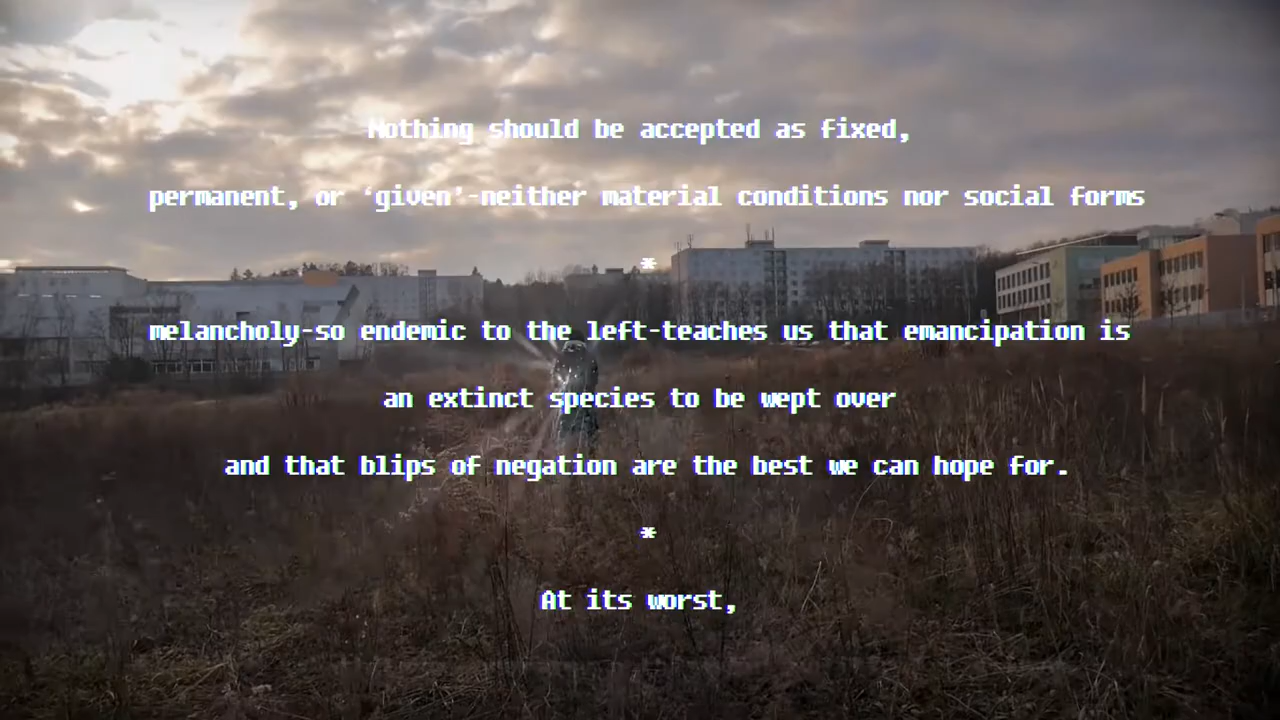 Nothing should be accepted as fixed,
permanent, or ‘given’-neither material conditions nor social forms
*
melancholy-so endemic to the left-teaches us that emancipation is
an extinct species to be wept over
and that blips of negation are the best we can hope for.
*
At its worst,